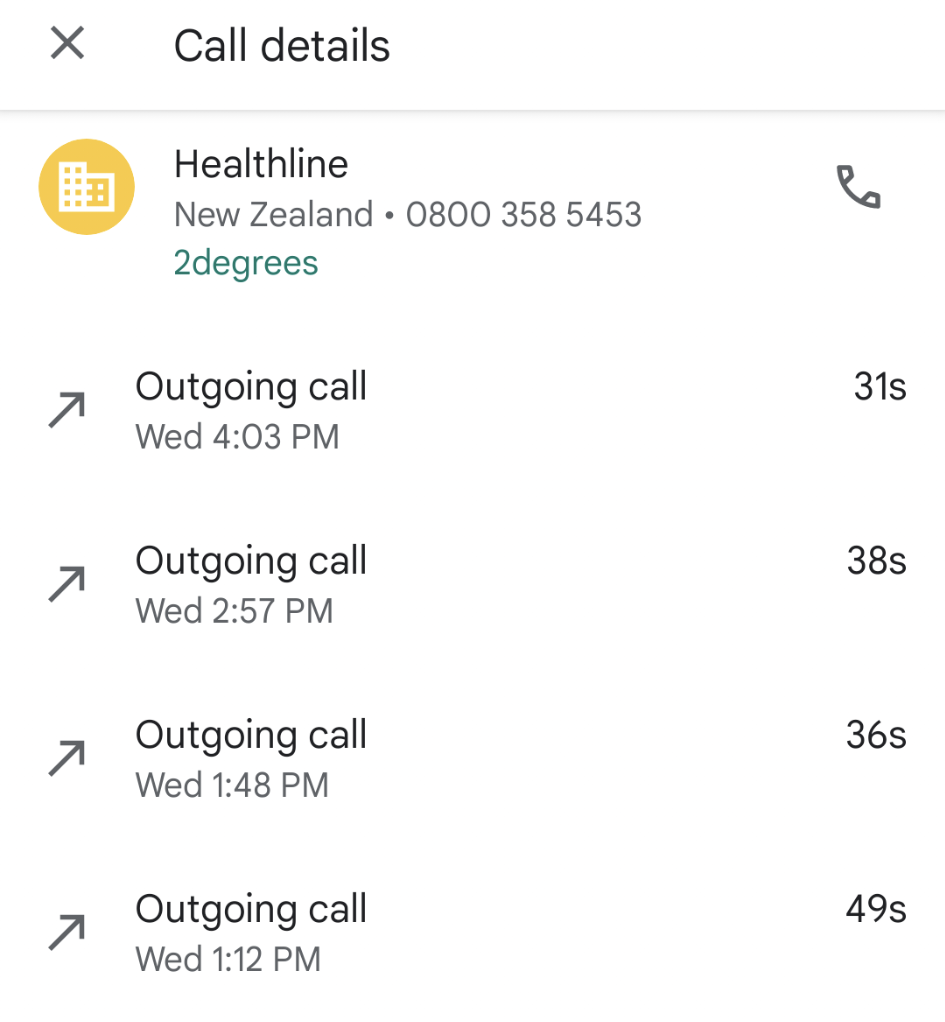 Call details
Healthline
New Zealand • 0800 358 5453
2degrees
Outgoing call
31s
Wed 4:03 PM
Outgoing call
38s
Wed 2:57 PM
Outgoing call
36s
Wed 1:48 PM
Outgoing call
49s
Wed 1:12 PM